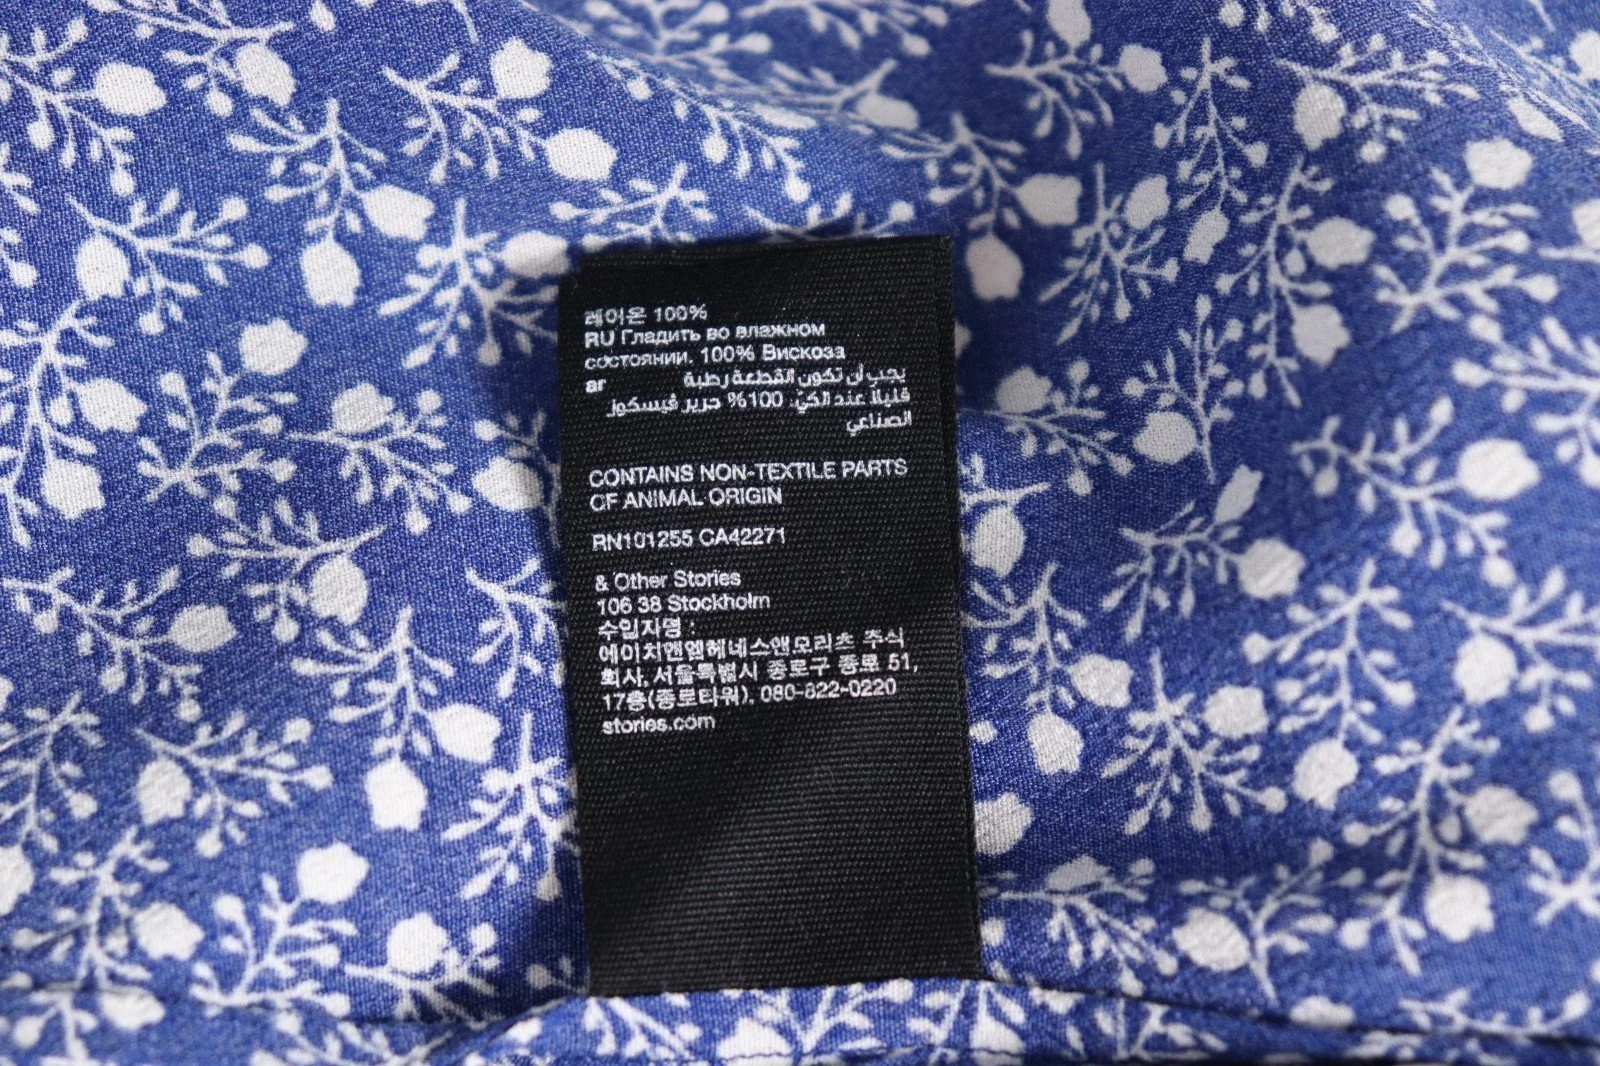 레이온 100%
RU Гладить во влажном
состоянии. 100% Вискоза
ar يجب أن تكون القطعة رطبة
قليلاً عند الكيّ. 100% حرير فيسكوز
الصناعي
CONTAINS NON-TEXTILE PARTS
OF ANIMAL ORIGIN
RN101255 CA42271
& Other Stories
106 38 Stockholm
수입자명 :
에이치앤엠헤네스앤모리츠 주식
회사, 서울특별시 종로구 종로 51,
17층(종로타워), 080-822-0220
stories.com